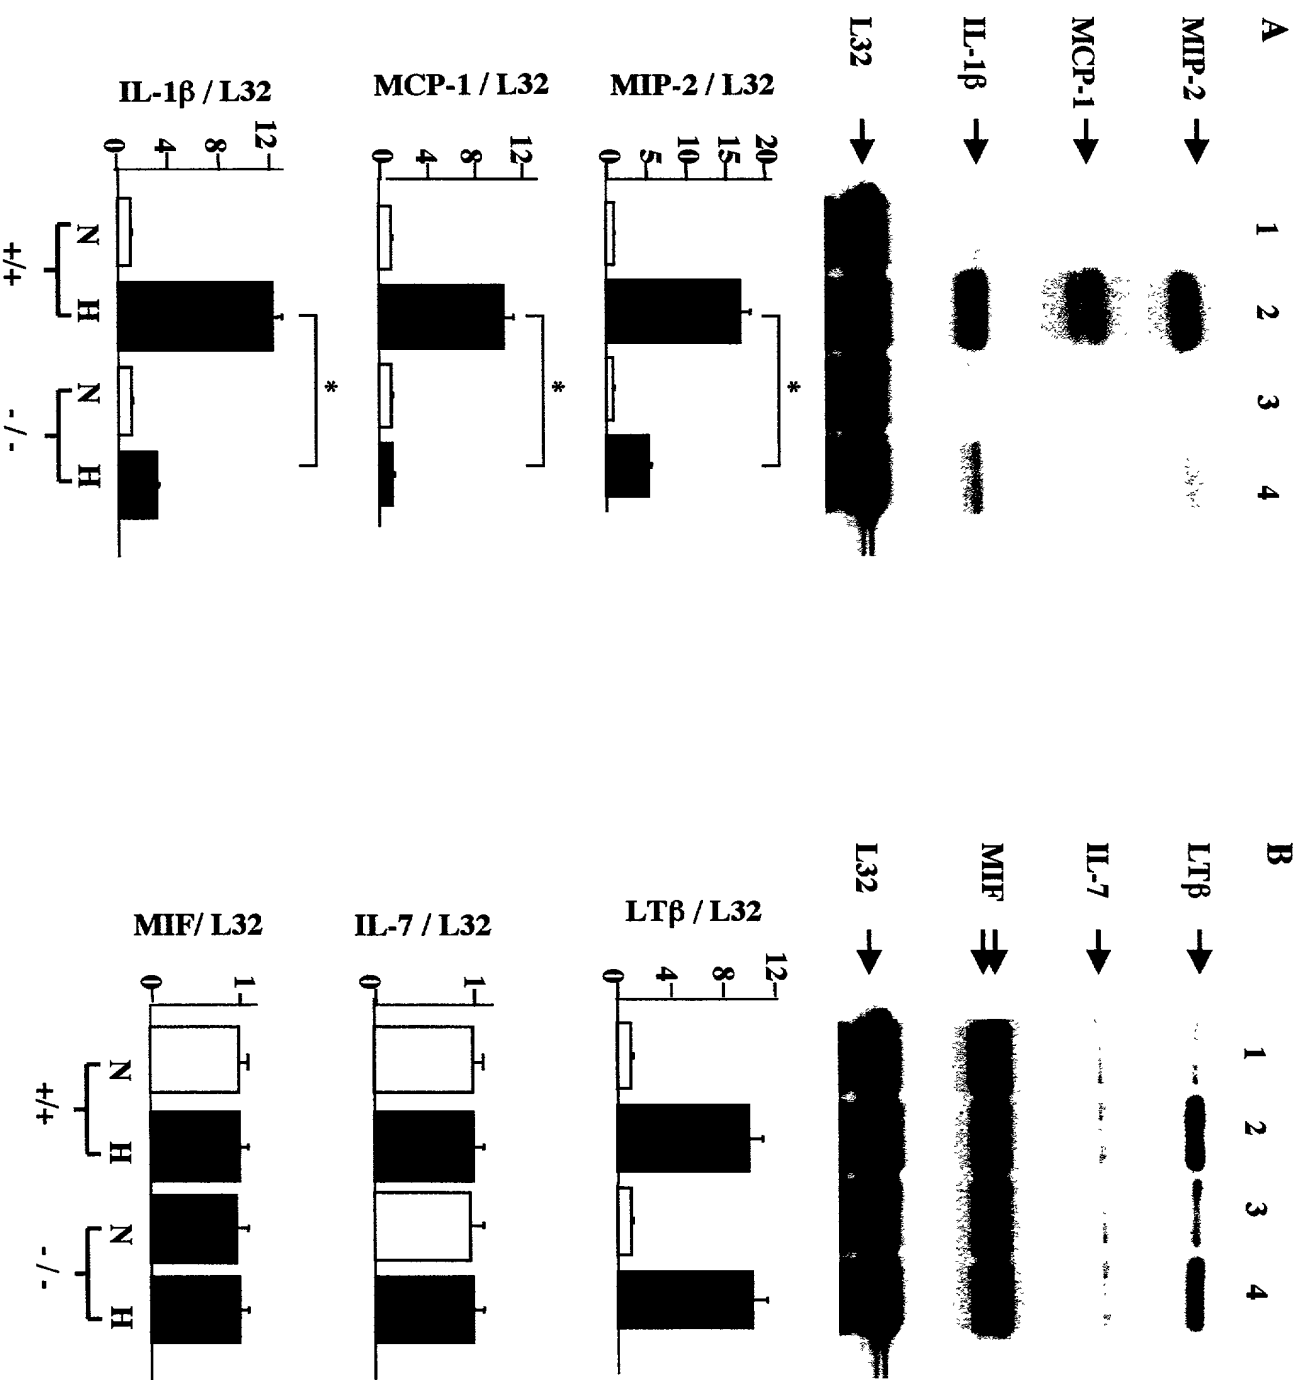 A
1 2 3 4
MIP-2
MCP-1
IL-1β
L32
MIP-2 / L32
20
15
10
5
0
*
MCP-1 / L32
12
8
4
0
*
IL-1β / L32
12
8
4
0
*
N H N H
+/+ -/-
B
1 2 3 4
LTβ
IL-7
MIF
L32
LTβ / L32
12
8
4
0
IL-7 / L32
1
0
MIF/ L32
1
0
N H N H
+/+ -/-